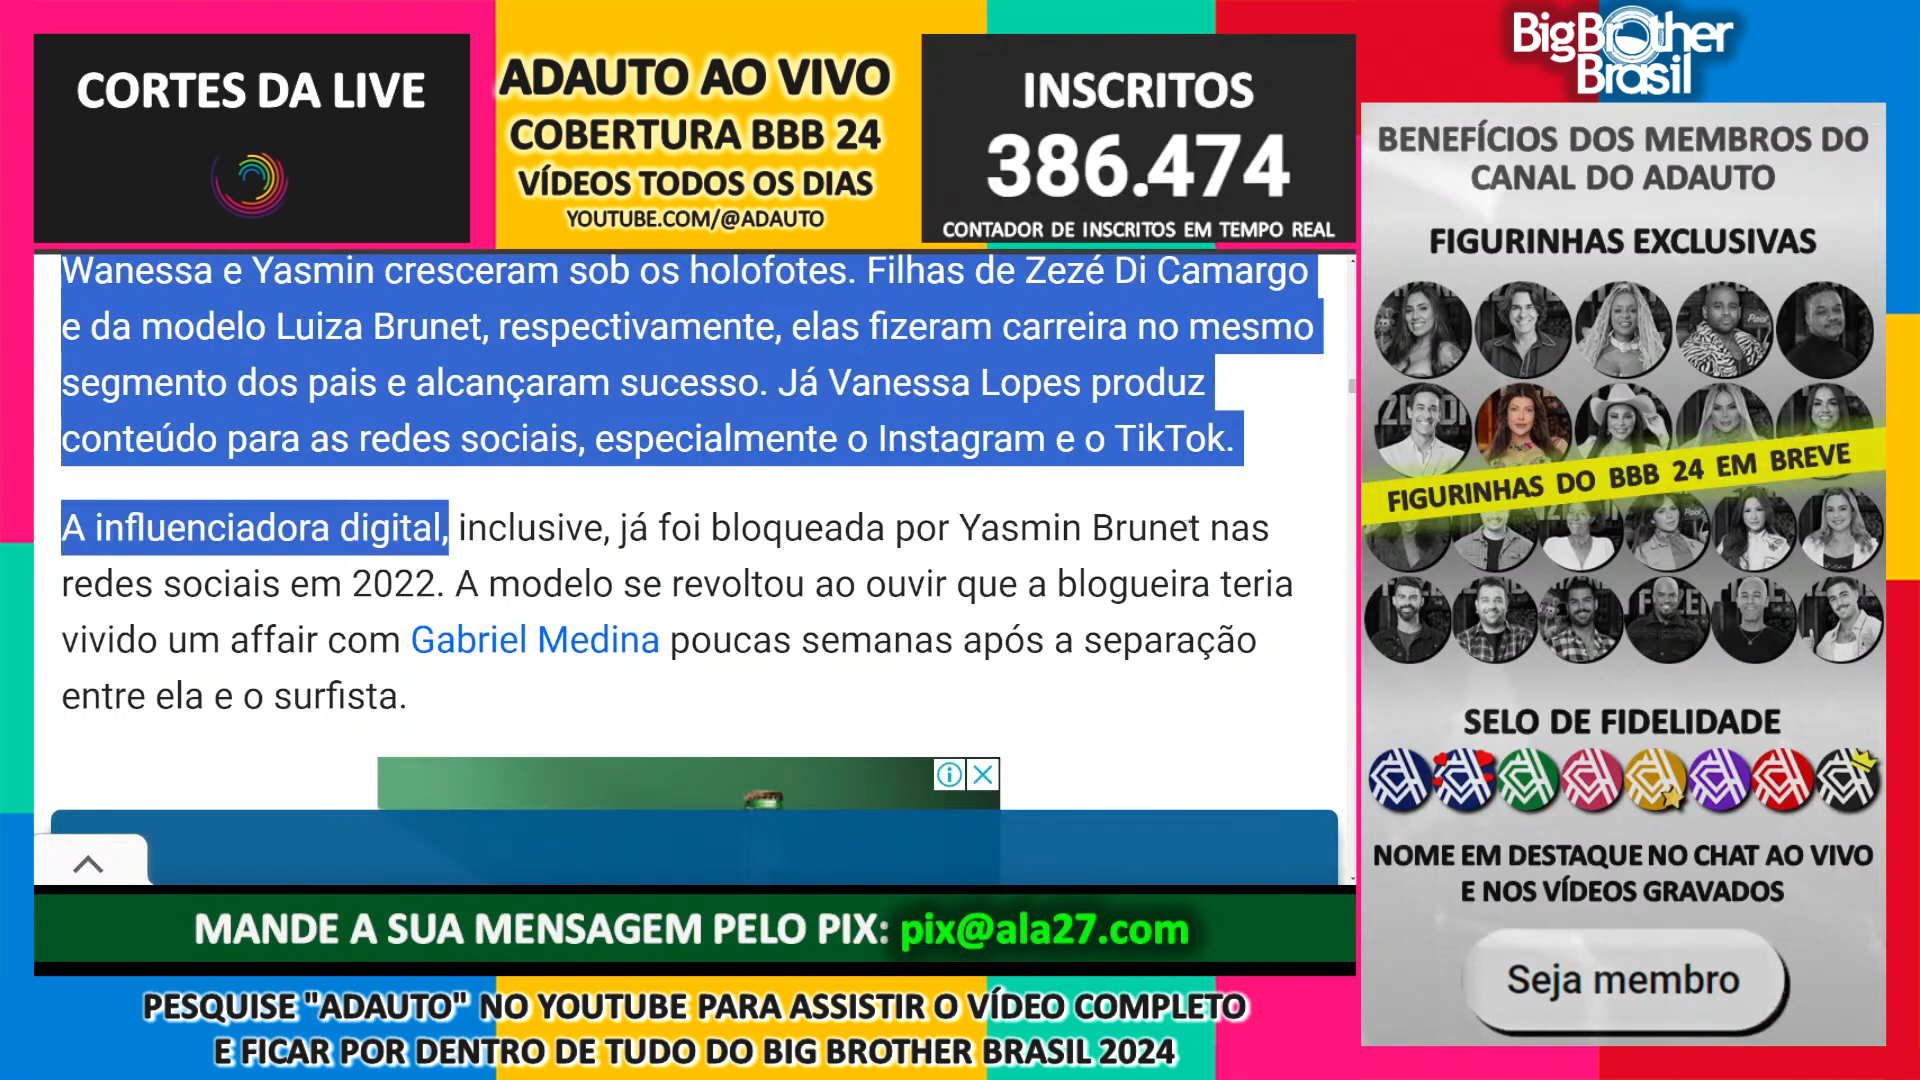 CORTES DA LIVE
ADAUTO AO VIVO
COBERTURA BBB 24
VÍDEOS TODOS OS DIAS
YOUTUBE.COM/@ADAUTO
INSCRITOS
386.474
CONTADOR DE INSCRITOS EM TEMPO REAL
BigBrother
Brasil
Wanessa e Yasmin cresceram sob os holofotes. Filhas de Zezé Di Camargo
e da modelo Luiza Brunet, respectivamente, elas fizeram carreira no mesmo
segmento dos pais e alcançaram sucesso. Já Vanessa Lopes produz
conteúdo para as redes sociais, especialmente o Instagram e o TikTok.
A influenciadora digital, inclusive, já foi bloqueada por Yasmin Brunet nas
redes sociais em 2022. A modelo se revoltou ao ouvir que a blogueira teria
vivido um affair com Gabriel Medina poucas semanas após a separação
entre ela e o surfista.
MANDE A SUA MENSAGEM PELO PIX: pix@ala27.com
PESQUISE "ADAUTO" NO YOUTUBE PARA ASSISTIR O VÍDEO COMPLETO
E FICAR POR DENTRO DE TUDO DO BIG BROTHER BRASIL 2024
BENEFÍCIOS DOS MEMBROS DO
CANAL DO ADAUTO
FIGURINHAS EXCLUSIVAS
FIGURINHAS DO BBB 24 EM BREVE
SELO DE FIDELIDADE
NOME EM DESTAQUE NO CHAT AO VIVO
E NOS VÍDEOS GRAVADOS
Seja membro